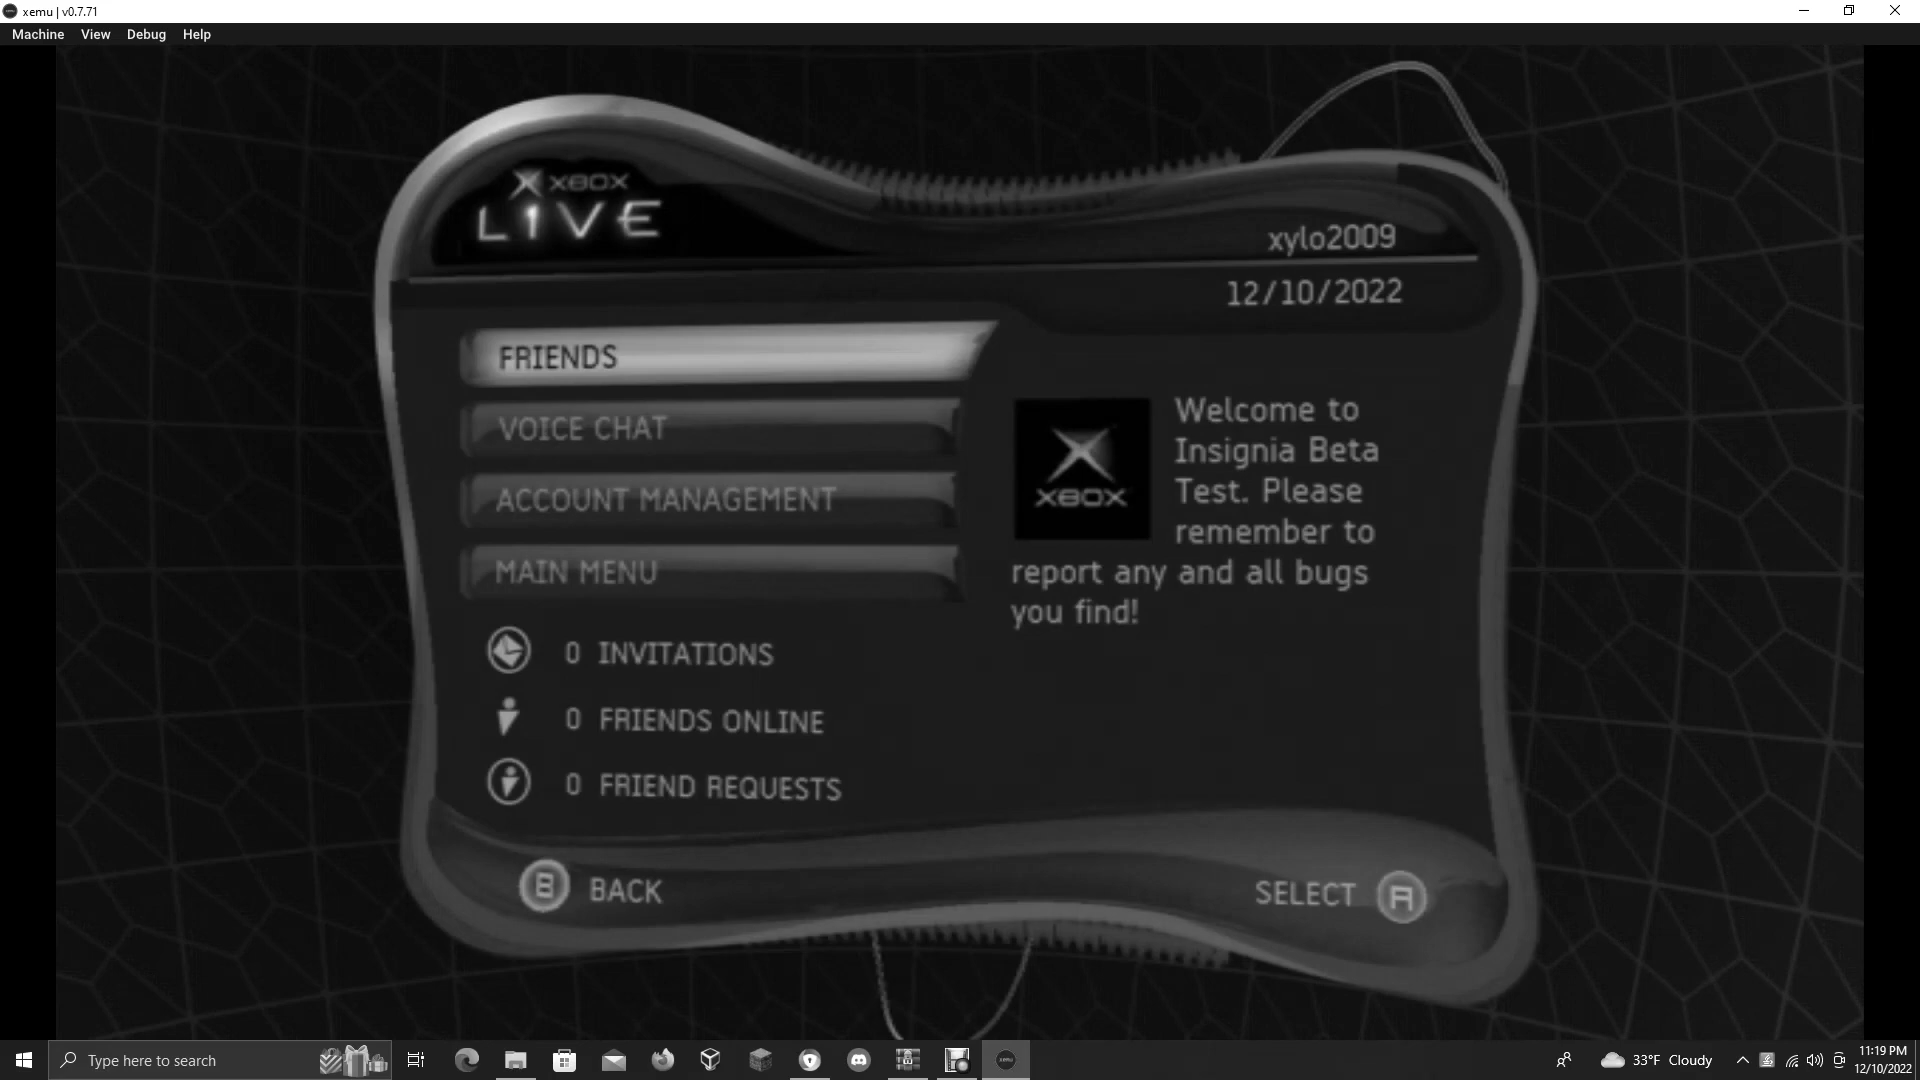 xemu | v0.7.71
Machine View Debug Help
XBOX
LIVE
xylo2009
12/10/2022
FRIENDS
VOICE CHAT
ACCOUNT MANAGEMENT
MAIN MENU
0 INVITATIONS
0 FRIENDS ONLINE
0 FRIEND REQUESTS
XBOX
Welcome to
Insignia Beta
Test. Please
remember to
report any and all bugs
you find!
B BACK
SELECT A
Type here to search
xemu
33°F Cloudy
11:19 PM
12/10/2022